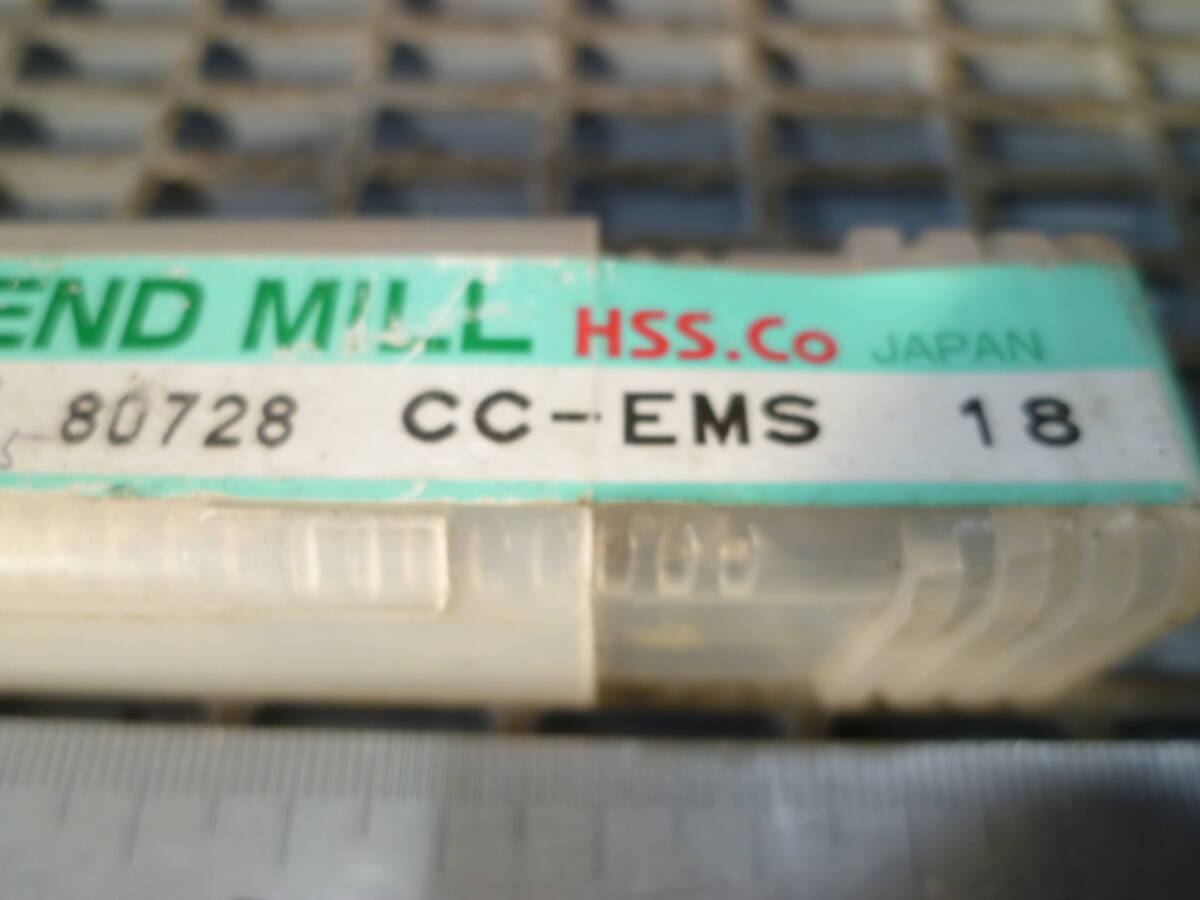 END MILL HSS.Co JAPAN
80728 CC-EMS 18